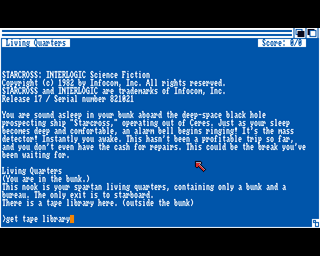 Living Quarters Score: 0/0
STARCROSS: INTERLOGIC Science Fiction
Copyright (c) 1982 by Infocom, Inc. All rights reserved.
STARCROSS and INTERLOGIC are trademarks of Infocom, Inc.
Release 17 / Serial number 821021
You are sound asleep in your bunk aboard the deep-space black hole
prospecting ship "Starcross," operating out of Ceres. Just as your sleep
becomes deep and comfortable, an alarm bell begins ringing! It's the mass
detector! Instantly you awake. This hasn't been a profitable trip so far,
and you don't even have the cash for repairs. This could be the break you've
been waiting for.
Living Quarters
(You are in the bunk.)
This nook is your spartan living quarters, containing only a bunk and a
bureau. The only exit is to starboard.
There is a tape library here. (outside the bunk)
)get tape library